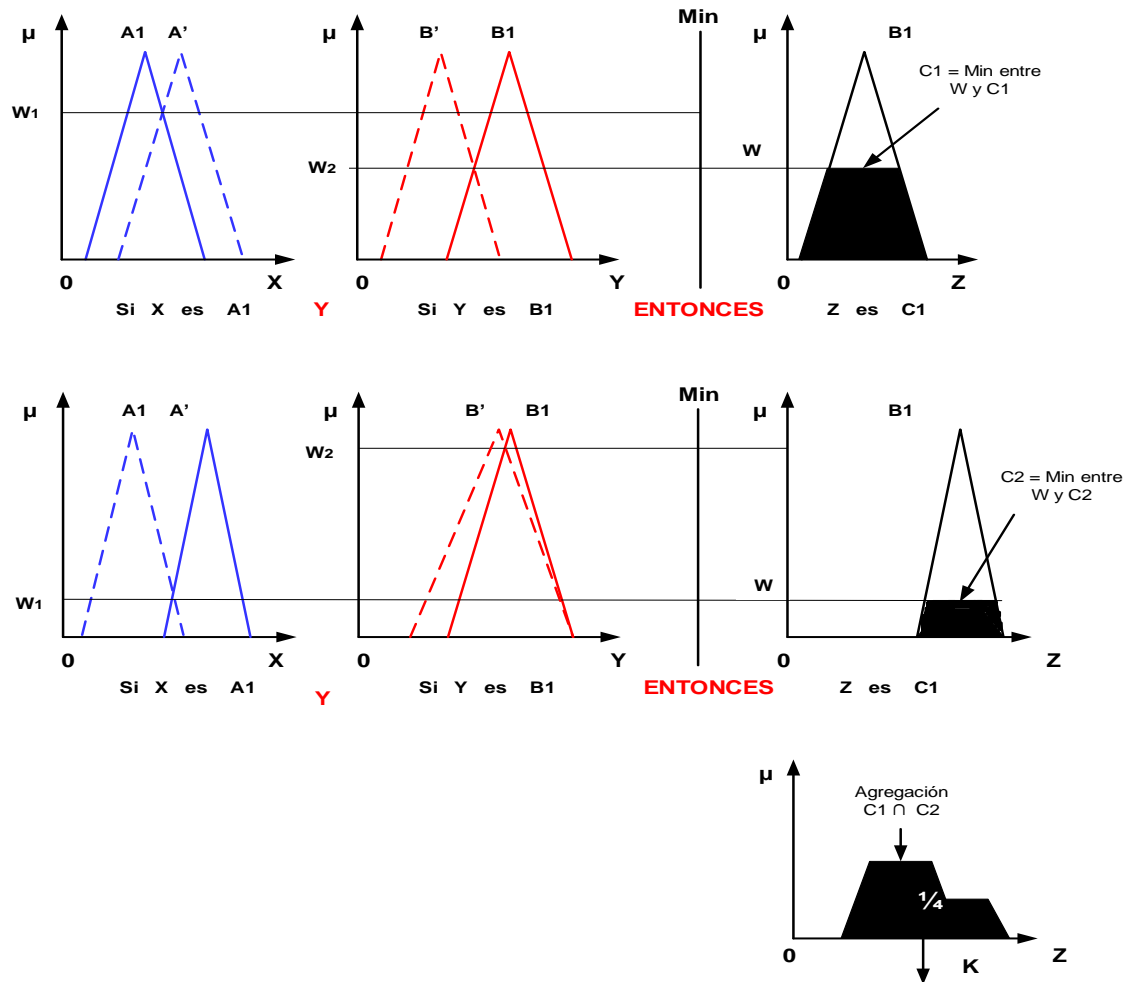 Min
µ A1 A' µ B' B1 µ B1
C1 = Min entre
W y C1
W1
W2 W
0 X 0 Y 0 Z
Si X es A1 Y Si Y es B1 ENTONCES Z es C1
Min
µ A1 A' µ B' B1 µ B1
W2
C2 = Min entre
W y C2
W1 W
0 X 0 Y 0 Z
Si X es A1 Y Si Y es B1 ENTONCES Z es C1
µ
Agregación
C1 ∩ C2
¼
0 K Z